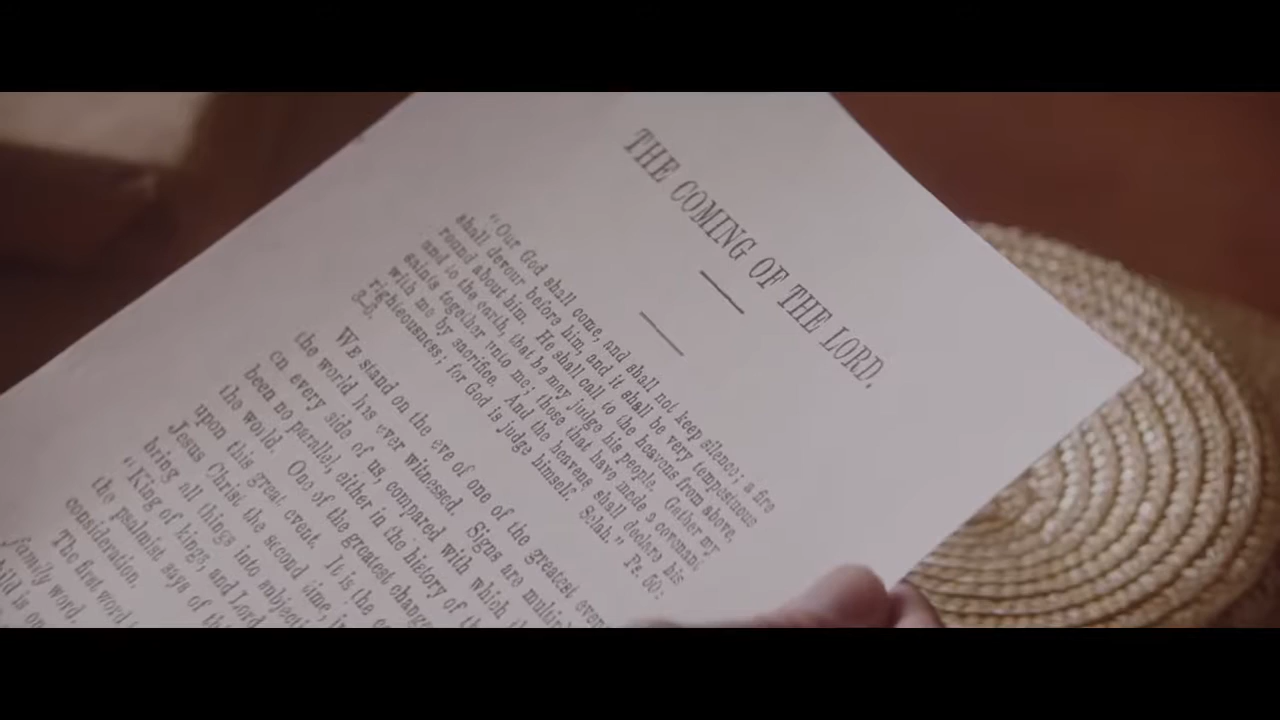 THE COMING OF THE LORD.
"Our God shall come, and shall not keep silence; a fire
shall devour before him, and it shall be very tempestuous
round about him. He shall call to the heavens from above,
and to the earth, that he may judge his people. Gather my
saints together unto me; those that have made a covenant
with me by sacrifice. And the heavens shall declare his
righteousness; for God is judge himself. Selah." Ps. 50:
3-6.
WE stand on the eve of one of the greatest
the world has ever witnessed. Signs are
on every side of us, compared with which
been no parallel, either in the history of
the world. One of the greatest
upon this great event. It is the
Jesus Christ the second time,
bring all things into
"King of kings, and Lord
the psalmist says of
consideration.
The first word
family word.
is